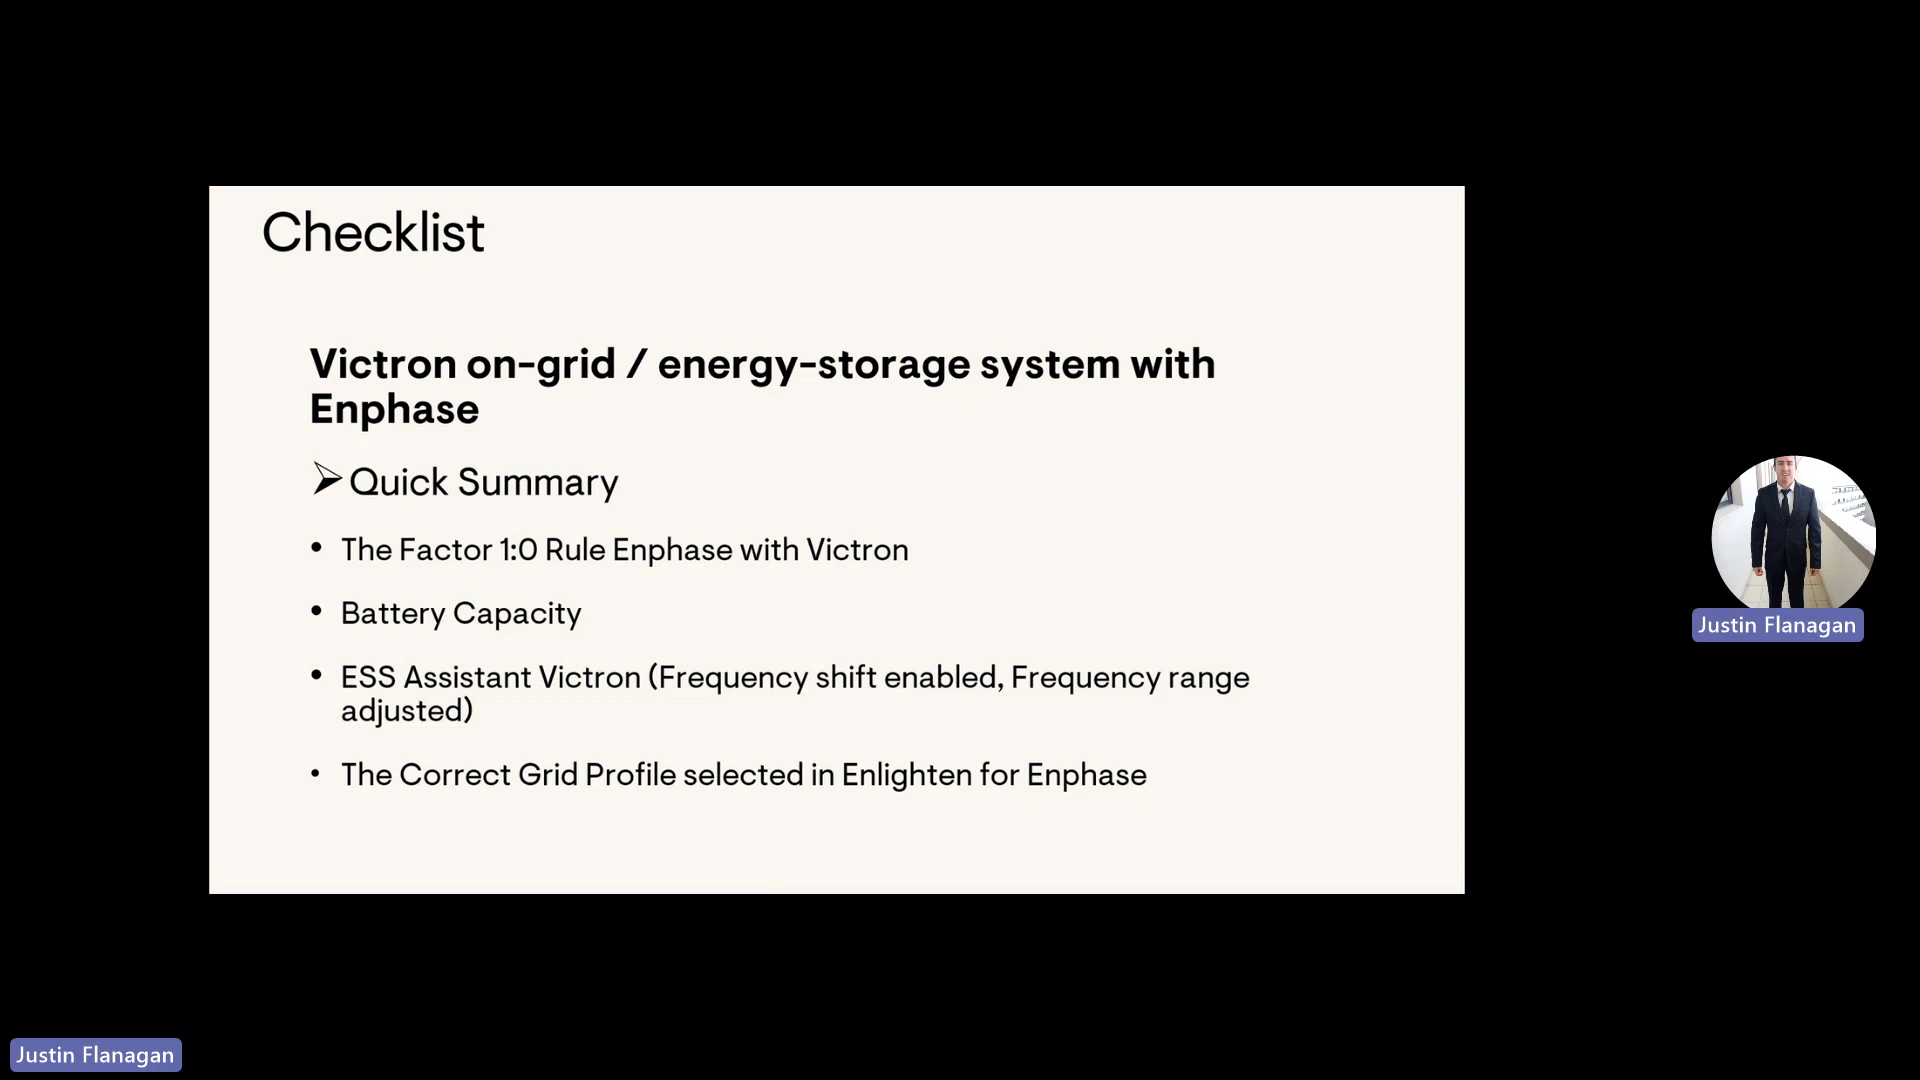 Checklist
Victron on-grid / energy-storage system with
Enphase
➢Quick Summary
• The Factor 1:0 Rule Enphase with Victron
• Battery Capacity
• ESS Assistant Victron (Frequency shift enabled, Frequency range
adjusted)
• The Correct Grid Profile selected in Enlighten for Enphase
Justin Flanagan
Justin Flanagan